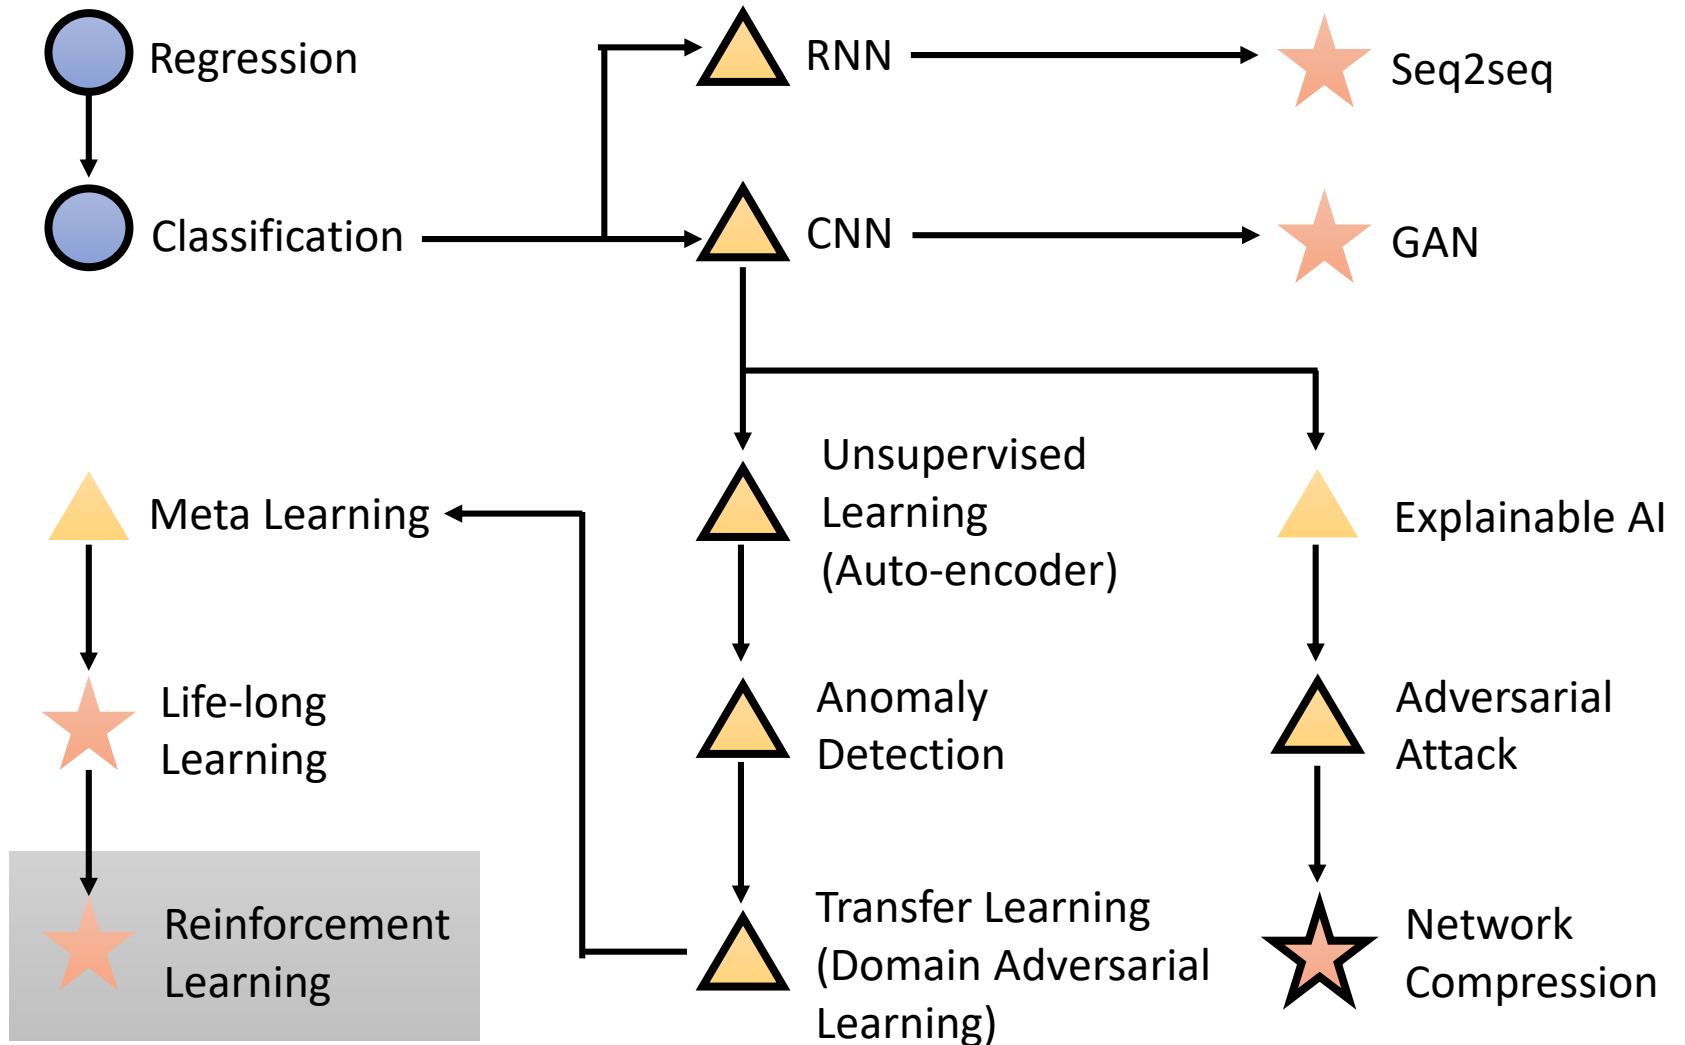 Regression
RNN
Seq2seq
Classification
CNN
GAN
Unsupervised
Learning
(Auto-encoder)
Meta Learning
Explainable AI
Life-long
Learning
Anomaly
Detection
Adversarial
Attack
Reinforcement
Learning
Transfer Learning
(Domain Adversarial
Learning)
Network
Compression